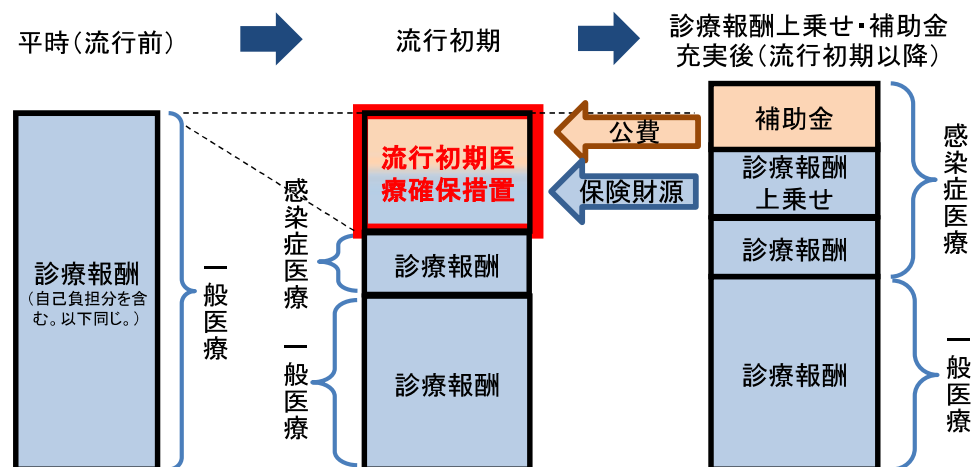 平時（流行前）
流行初期
診療報酬上乗せ・補助金
充実後（流行初期以降）
診療報酬
（自己負担分を含
む。以下同じ。）
一般医療
流行初期医
療確保措置
診療報酬
診療報酬
感染症医療
一般医療
公費
保険財源
補助金
診療報酬
上乗せ
診療報酬
診療報酬
感染症医療
一般医療